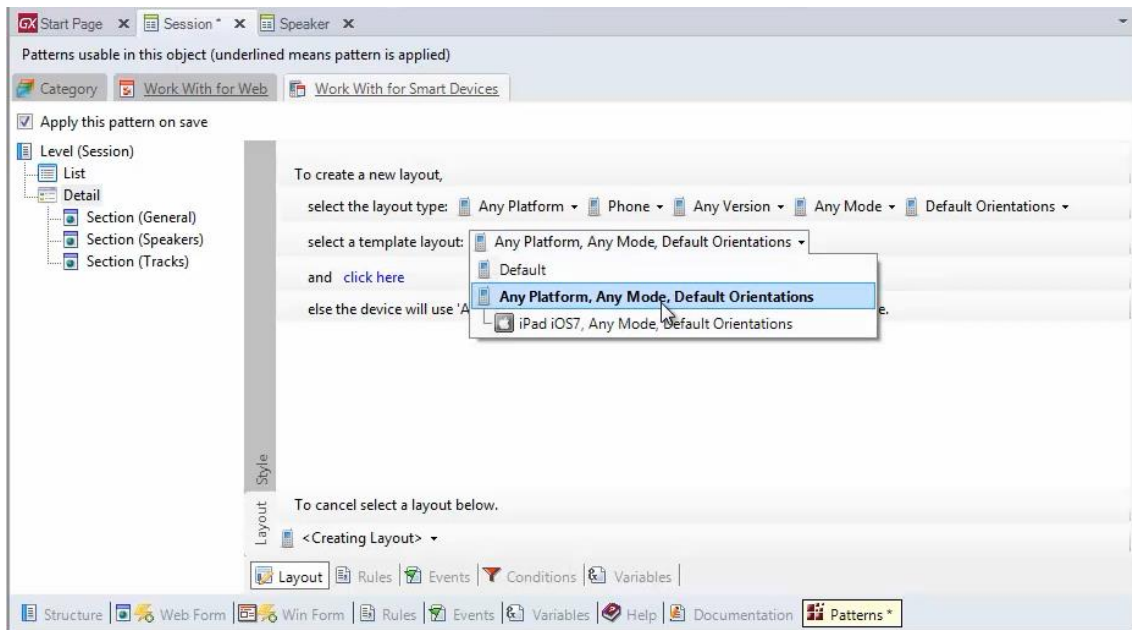 GX Start Page X Session * X Speaker X
Patterns usable in this object (underlined means pattern is applied)
Category Work With for Web Work With for Smart Devices
Apply this pattern on save
Level (Session)
List
Detail
Section (General)
Section (Speakers)
Section (Tracks)
To create a new layout,
select the layout type: Any Platform Phone Any Version Any Mode Default Orientations
select a template layout: Any Platform, Any Mode, Default Orientations
Default
and click here
Any Platform, Any Mode, Default Orientations
else the device will use 'A e.
iPad iOS7, Any Mode, Default Orientations
Style
Layout
To cancel select a layout below.
<Creating Layout>
Layout Rules Events Conditions Variables
Structure Web Form Win Form Rules Events Variables Help Documentation Patterns *